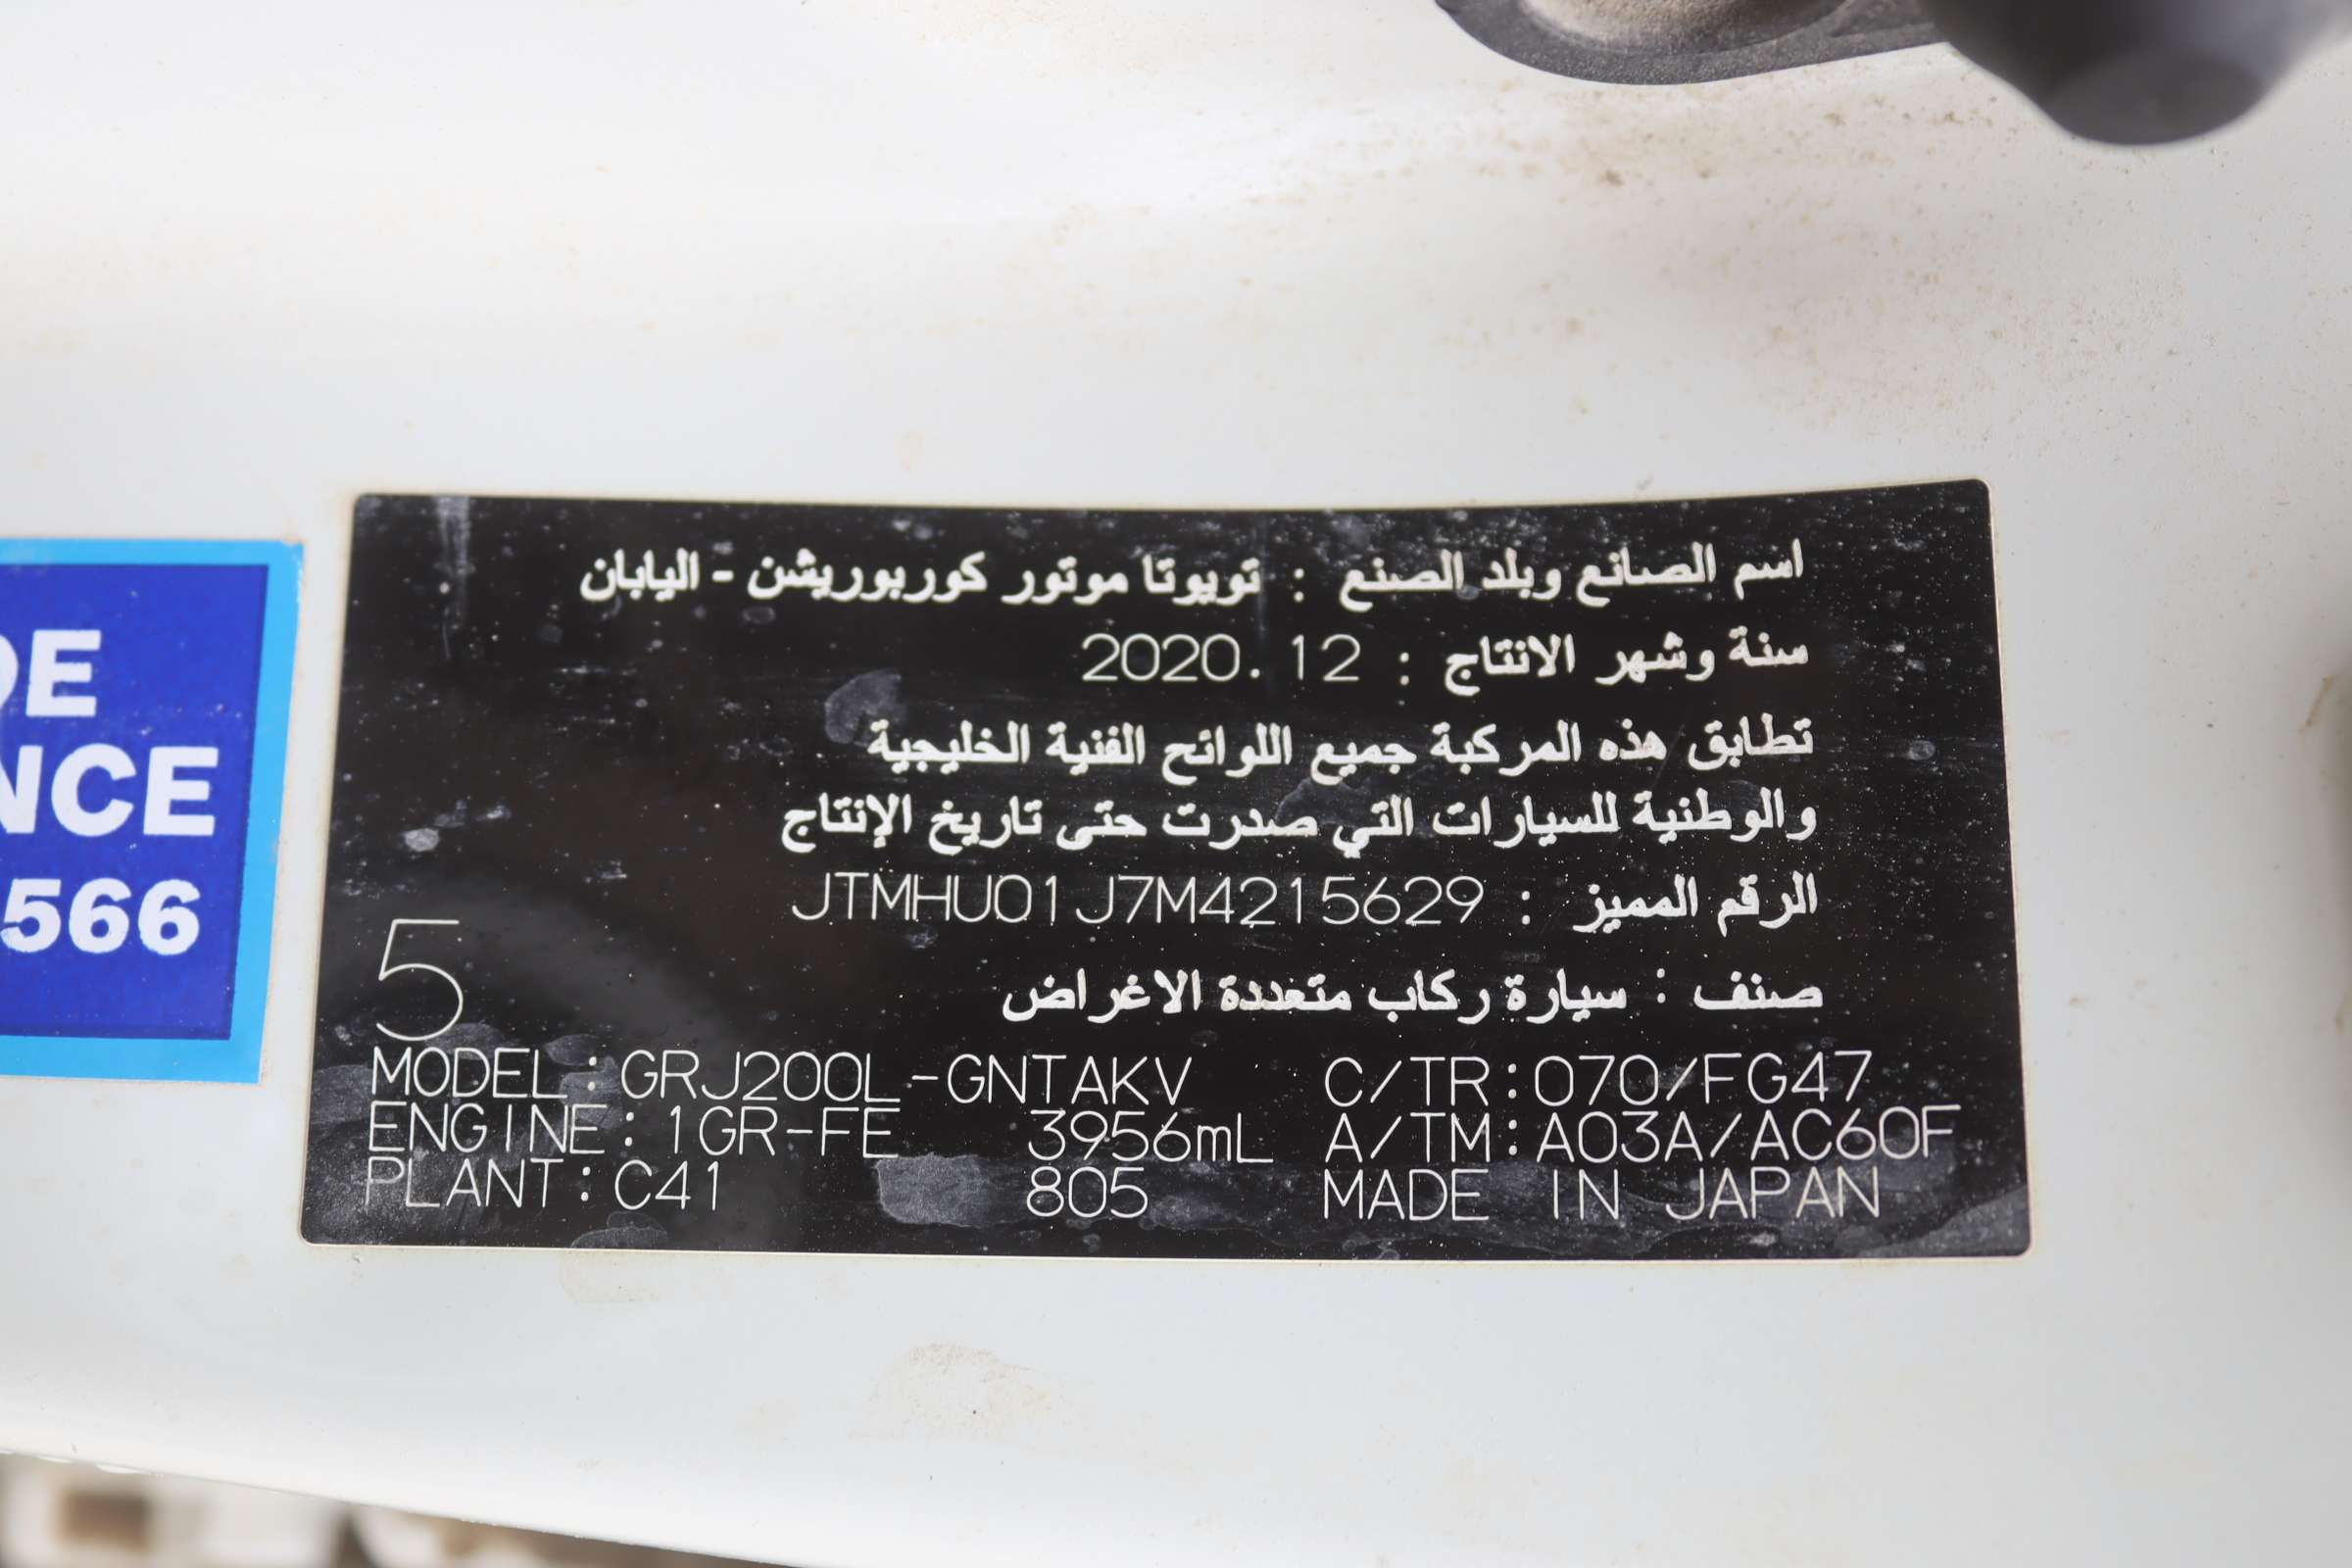 اسم الصانع وبلد الصنع : تويوتا موتور كوربوريشن - اليابان
سنة وشهر الانتاج : 2020.12
تطابق هذه المركبة جميع اللوائح الفنية الخليجية
والوطنية للسيارات التي صدرت حتى تاريخ الإنتاج
الرقم المميز : JTMHU01J7M4215629
صنف : سيارة ركاب متعددة الاغراض
5
MODEL:GRJ200L-GNTAKV C/TR:070/FG47
ENGINE:1GR-FE 3956mL A/TM:A03A/AC60F
PLANT:C41 805 MADE IN JAPAN
DE
NCE
566